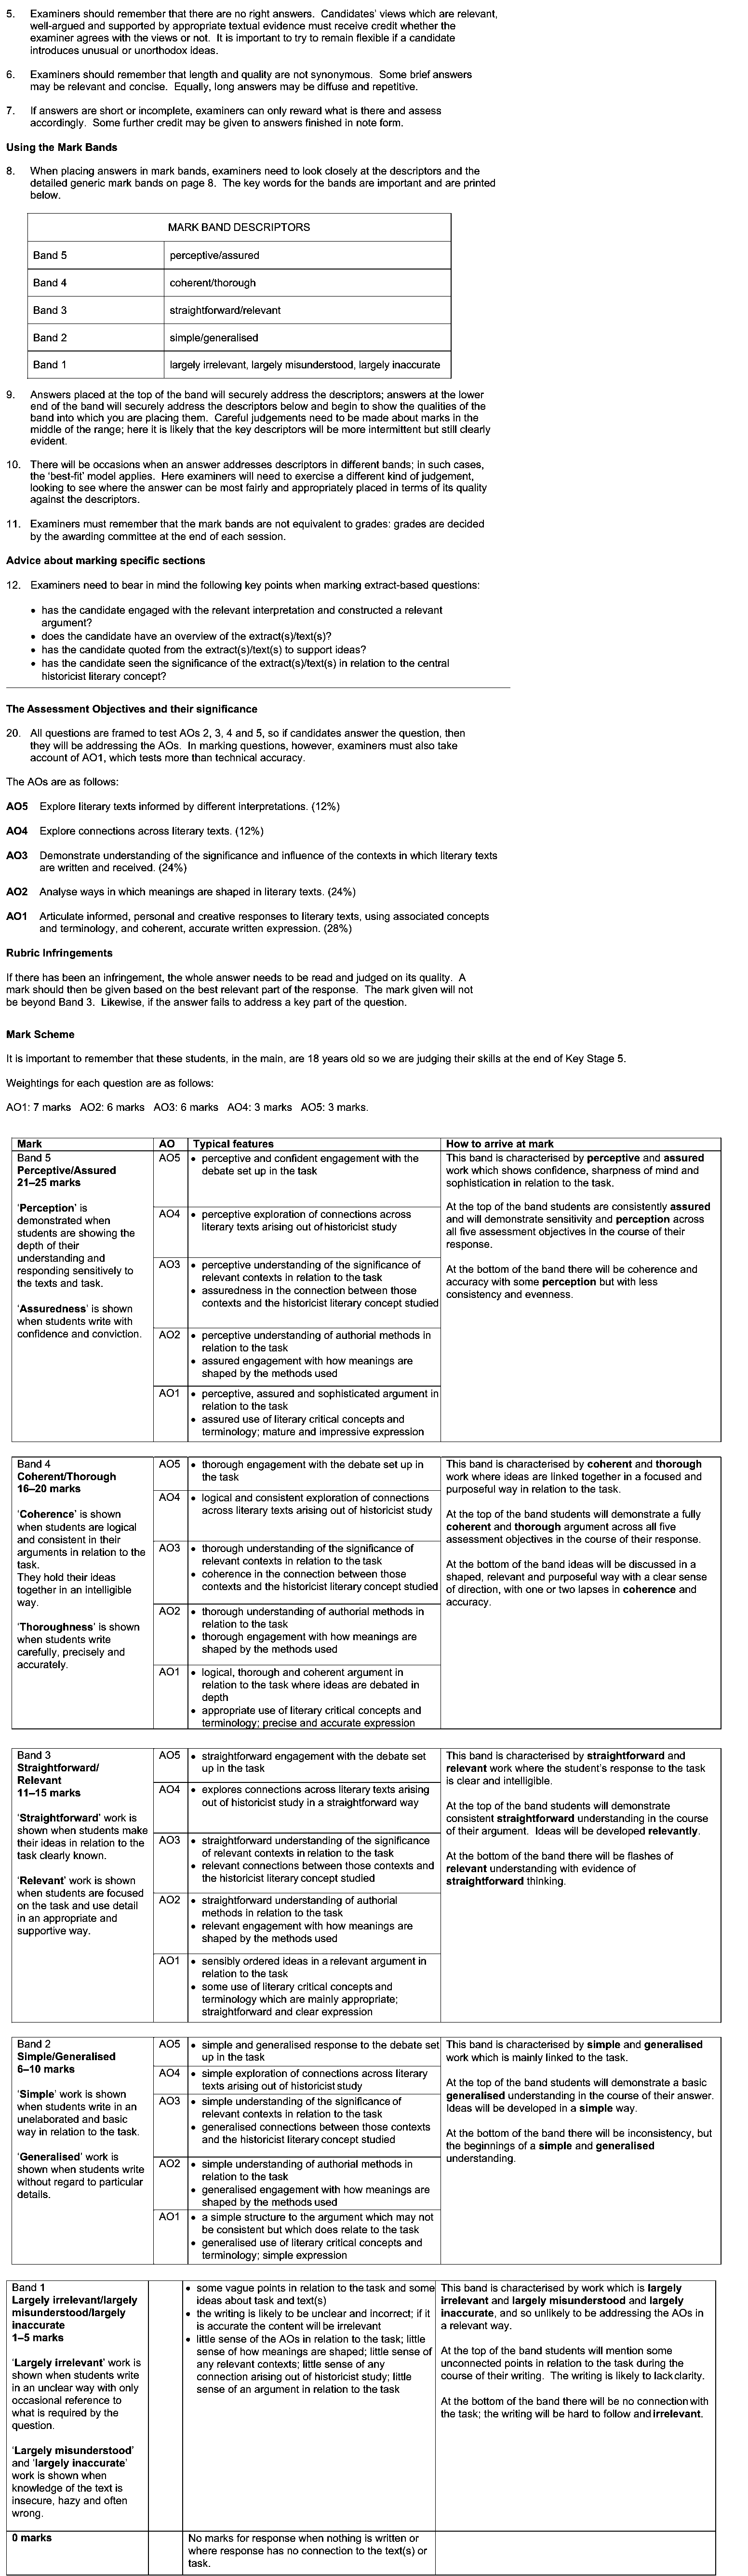 5. Examiners should remember that there are no right answers. Candidates' views which are relevant,
well-argued and supported by appropriate textual evidence must receive credit whether the
examiner agrees with the views or not. It is important to try to remain flexible if a candidate
introduces unusual or unorthodox ideas.
6. Examiners should remember that length and quality are not synonymous. Some brief answers
may be relevant and concise. Equally, long answers may be diffuse and repetitive.
7. If answers are short or incomplete, examiners can only reward what is there and assess
accordingly. Some further credit may be given to answers finished in note form.
Using the Mark Bands
8. When placing answers in mark bands, examiners need to look closely at the descriptors and the
detailed generic mark bands on page 8. The key words for the bands are important and are printed
below.
MARK BAND DESCRIPTORS
Band 5 perceptive/assured
Band 4 coherent/thorough
Band 3 straightforward/relevant
Band 2 simple/generalised
Band 1 largely irrelevant, largely misunderstood, largely inaccurate
9. Answers placed at the top of the band will securely address the descriptors; answers at the lower
end of the band will securely address the descriptors below and begin to show the qualities of the
band into which you are placing them. Careful judgements need to be made about marks in the
middle of the range; here it is likely that the key descriptors will be more intermittent but still clearly
evident.
10. There will be occasions when an answer addresses descriptors in different bands; in such cases,
the 'best-fit' model applies. Here examiners will need to exercise a different kind of judgement,
looking to see where the answer can be most fairly and appropriately placed in terms of its quality
against the descriptors.
11. Examiners must remember that the mark bands are not equivalent to grades: grades are decided
by the awarding committee at the end of each session.
Advice about marking specific sections
12. Examiners need to bear in mind the following key points when marking extract-based questions:
• has the candidate engaged with the relevant interpretation and constructed a relevant
argument?
• does the candidate have an overview of the extract(s)/text(s)?
• has the candidate quoted from the extract(s)/text(s) to support ideas?
• has the candidate seen the significance of the extract(s)/text(s) in relation to the central
historicist literary concept?
The Assessment Objectives and their significance
20. All questions are framed to test AOs 2, 3, 4 and 5, so if candidates answer the question, then
they will be addressing the AOs. In marking questions, however, examiners must also take
account of AO1, which tests more than technical accuracy.
The AOs are as follows:
AO5 Explore literary texts informed by different interpretations. (12%)
AO4 Explore connections across literary texts. (12%)
AO3 Demonstrate understanding of the significance and influence of the contexts in which literary texts
are written and received. (24%)
AO2 Analyse ways in which meanings are shaped in literary texts. (24%)
AO1 Articulate informed, personal and creative responses to literary texts, using associated concepts
and terminology, and coherent, accurate written expression. (28%)
Rubric Infringements
If there has been an infringement, the whole answer needs to be read and judged on its quality. A
mark should then be given based on the best relevant part of the response. The mark given will not
be beyond Band 3. Likewise, if the answer fails to address a key part of the question.
Mark Scheme
It is important to remember that these students, in the main, are 18 years old so we are judging their skills at the end of Key Stage 5.
Weightings for each question are as follows:
AO1: 7 marks AO2: 6 marks AO3: 6 marks AO4: 3 marks AO5: 3 marks.
Mark AO Typical features How to arrive at mark
Band 5
Perceptive/Assured
21–25 marks
'Perception' is
demonstrated when
students are showing the
depth of their
understanding and
responding sensitively to
the texts and task.
'Assuredness' is shown
when students write with
confidence and conviction.
AO5 • perceptive and confident engagement with the
debate set up in the task
AO4 • perceptive exploration of connections across
literary texts arising out of historicist study
AO3 • perceptive understanding of the significance of
relevant contexts in relation to the task
• assuredness in the connection between those
contexts and the historicist literary concept studied
AO2 • perceptive understanding of authorial methods in
relation to the task
• assured engagement with how meanings are
shaped by the methods used
AO1 • perceptive, assured and sophisticated argument in
relation to the task
• assured use of literary critical concepts and
terminology; mature and impressive expression
This band is characterised by perceptive and assured
work which shows confidence, sharpness of mind and
sophistication in relation to the task.
At the top of the band students are consistently assured
and will demonstrate sensitivity and perception across
all five assessment objectives in the course of their
response.
At the bottom of the band there will be coherence and
accuracy with some perception but with less
consistency and evenness.
Band 4
Coherent/Thorough
16–20 marks
'Coherence' is shown
when students are logical
and consistent in their
arguments in relation to the
task.
They hold their ideas
together in an intelligible
way.
'Thoroughness' is shown
when students write
carefully, precisely and
accurately.
AO5 • thorough engagement with the debate set up in
the task
AO4 • logical and consistent exploration of connections
across literary texts arising out of historicist study
AO3 • thorough understanding of the significance of
relevant contexts in relation to the task
• coherence in the connection between those
contexts and the historicist literary concept studied
AO2 • thorough understanding of authorial methods in
relation to the task
• thorough engagement with how meanings are
shaped by the methods used
AO1 • logical, thorough and coherent argument in
relation to the task where ideas are debated in
depth
• appropriate use of literary critical concepts and
terminology; precise and accurate expression
This band is characterised by coherent and thorough
work where ideas are linked together in a focused and
purposeful way in relation to the task.
At the top of the band students will demonstrate a fully
coherent and thorough argument across all five
assessment objectives in the course of their response.
At the bottom of the band ideas will be discussed in a
shaped, relevant and purposeful way with a clear sense
of direction, with one or two lapses in coherence and
accuracy.
Band 3
Straightforward/
Relevant
11–15 marks
'Straightforward' work is
shown when students make
their ideas in relation to the
task clearly known.
'Relevant' work is shown
when students are focused
on the task and use detail
in an appropriate and
supportive way.
AO5 • straightforward engagement with the debate set
up in the task
AO4 • explores connections across literary texts arising
out of historicist study in a straightforward way
AO3 • straightforward understanding of the significance
of relevant contexts in relation to the task
• relevant connections between those contexts and
the historicist literary concept studied
AO2 • straightforward understanding of authorial
methods in relation to the task
• relevant engagement with how meanings are
shaped by the methods used
AO1 • sensibly ordered ideas in a relevant argument in
relation to the task
• some use of literary critical concepts and
terminology which are mainly appropriate;
straightforward and clear expression
This band is characterised by straightforward and
relevant work where the student's response to the task
is clear and intelligible.
At the top of the band students will demonstrate
consistent straightforward understanding in the course
of their argument. Ideas will be developed relevantly.
At the bottom of the band there will be flashes of
relevant understanding with evidence of
straightforward thinking.
Band 2
Simple/Generalised
6–10 marks
'Simple' work is shown
when students write in an
unelaborated and basic
way in relation to the task.
'Generalised' work is
shown when students write
without regard to particular
details.
AO5 • simple and generalised response to the debate set
up in the task
AO4 • simple exploration of connections across literary
texts arising out of historicist study
AO3 • simple understanding of the significance of
relevant contexts in relation to the task
• generalised connections between those contexts
and the historicist literary concept studied
AO2 • simple understanding of authorial methods in
relation to the task
• generalised engagement with how meanings are
shaped by the methods used
AO1 • a simple structure to the argument which may not
be consistent but which does relate to the task
• generalised use of literary critical concepts and
terminology; simple expression
This band is characterised by simple and generalised
work which is mainly linked to the task.
At the top of the band students will demonstrate a basic
generalised understanding in the course of their answer.
Ideas will be developed in a simple way.
At the bottom of the band there will be inconsistency, but
the beginnings of a simple and generalised
understanding.
Band 1
Largely irrelevant/largely
misunderstood/largely
inaccurate
1–5 marks
'Largely irrelevant' work is
shown when students write
in an unclear way with only
occasional reference to
what is required by the
question.
'Largely misunderstood'
and 'largely inaccurate'
work is shown when
knowledge of the text is
insecure, hazy and often
wrong.
• some vague points in relation to the task and some
ideas about task and text(s)
• the writing is likely to be unclear and incorrect; if it
is accurate the content will be irrelevant
• little sense of the AOs in relation to the task; little
sense of how meanings are shaped; little sense of
any relevant contexts; little sense of any
connection arising out of historicist study; little
sense of an argument in relation to the task
This band is characterised by work which is largely
irrelevant and largely misunderstood and largely
inaccurate, and so unlikely to be addressing the AOs in
a relevant way.
At the top of the band students will mention some
unconnected points in relation to the task during the
course of their writing. The writing is likely to lack clarity.
At the bottom of the band there will be no connection with
the task; the writing will be hard to follow and irrelevant.
0 marks
No marks for response when nothing is written or
where response has no connection to the text(s) or
task.